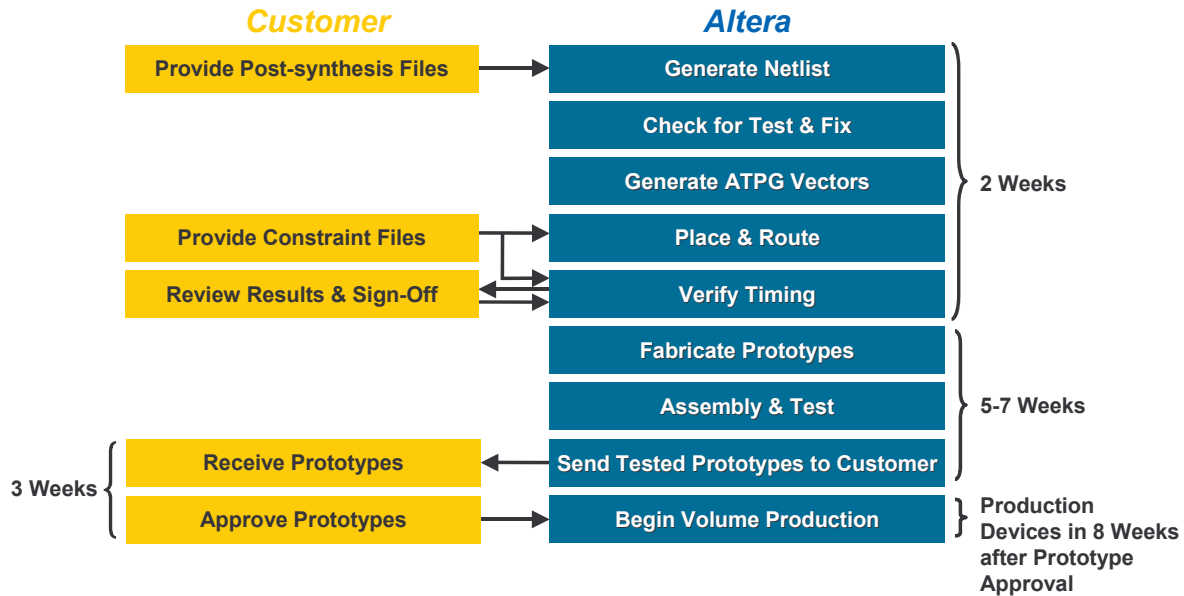 Customer
Altera
Provide Post-synthesis Files
Generate Netlist
Check for Test & Fix
Generate ATPG Vectors
2 Weeks
Provide Constraint Files
Place & Route
Review Results & Sign-Off
Verify Timing
Fabricate Prototypes
Assembly & Test
5-7 Weeks
Receive Prototypes
Send Tested Prototypes to Customer
3 Weeks
Approve Prototypes
Begin Volume Production
Production
Devices in 8 Weeks
after Prototype
Approval